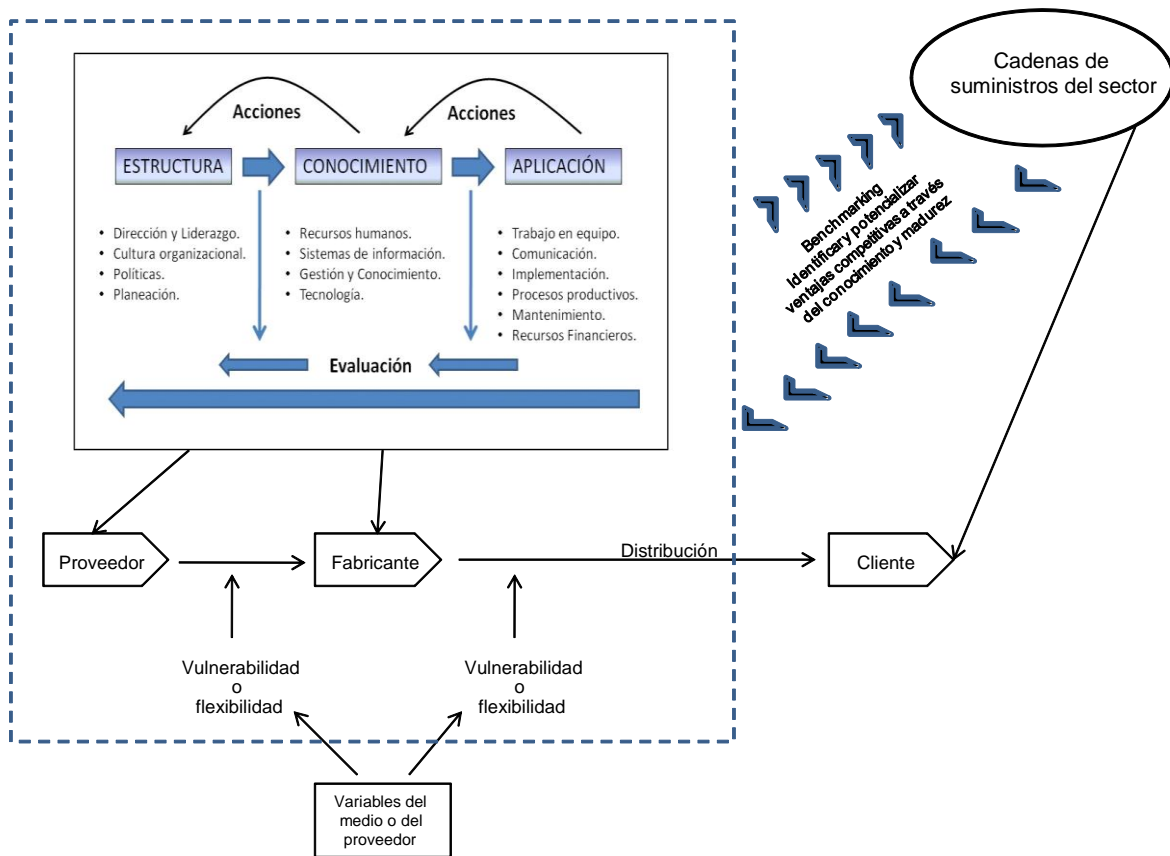 Cadenas de
suministros del sector
Acciones
Acciones
ESTRUCTURA
CONOCIMIENTO
APLICACIÓN
• Dirección y Liderazgo.
• Cultura organizacional.
• Políticas.
• Planeación.
• Recursos humanos.
• Sistemas de información.
• Gestión y Conocimiento.
• Tecnología.
• Trabajo en equipo.
• Comunicación.
• Implementación.
• Procesos productivos.
• Mantenimiento.
• Recursos Financieros.
Evaluación
Benchmarking
Identificar y potencializar
ventajas competitivas a través
del conocimiento y madurez
Proveedor
Fabricante
Distribución
Cliente
Vulnerabilidad
o
flexibilidad
Vulnerabilidad
o
flexibilidad
Variables del
medio o del
proveedor